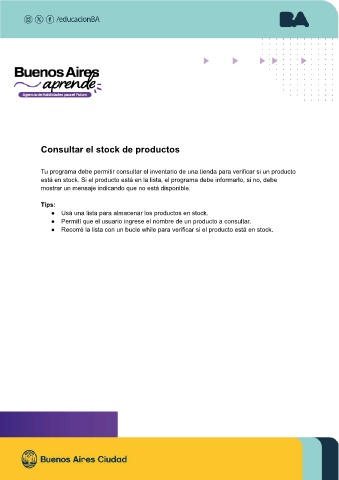 /educacionBA
BA
Buenos Aires
aprende
Agencia de Habilidades para el Futuro
Consultar el stock de productos
Tu programa debe permitir consultar el inventario de una tienda para verificar si un producto
está en stock. Si el producto está en la lista, el programa debe informarlo, si no, debe
mostrar un mensaje indicando que no está disponible.
Tips:
● Usá una lista para almacenar los productos en stock.
● Permití que el usuario ingrese el nombre de un producto a consultar.
● Recorré la lista con un bucle while para verificar si el producto está en stock.
Buenos Aires Ciudad